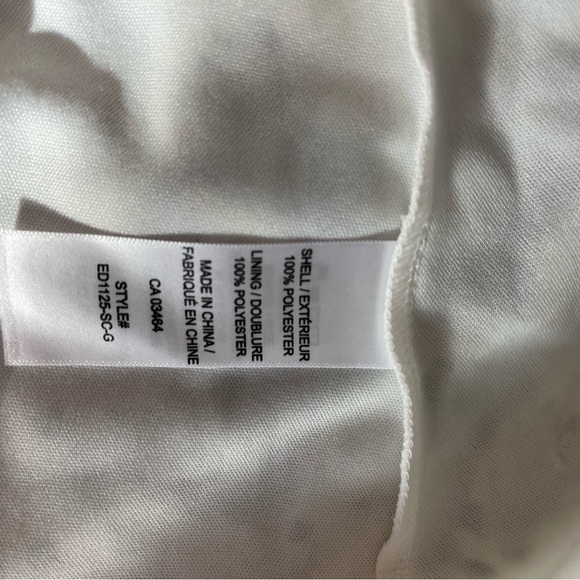 SHELL / EXTÉRIEUR
100% POLYESTER
LINING / DOUBLURE
100% POLYESTER
MADE IN CHINA /
FABRIQUÉ EN CHINE
CA 03464
STYLE#
ED1125-SC-G